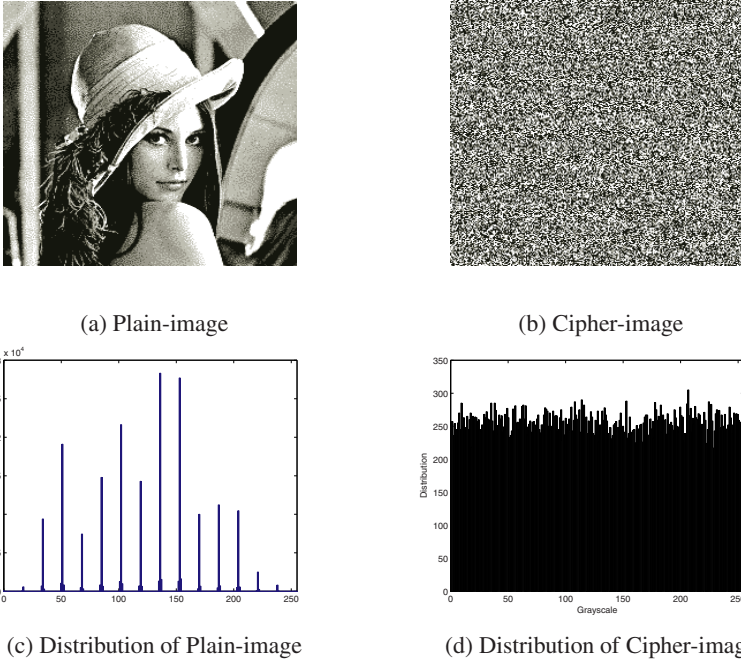 (a) Plain-image
(b) Cipher-image
x 10⁴
0 50 100 150 200 250
(c) Distribution of Plain-image
350
300
250
200
150
100
50
0
Distribution
0 50 100 150 200
Grayscale
(d) Distribution of Cipher-imag